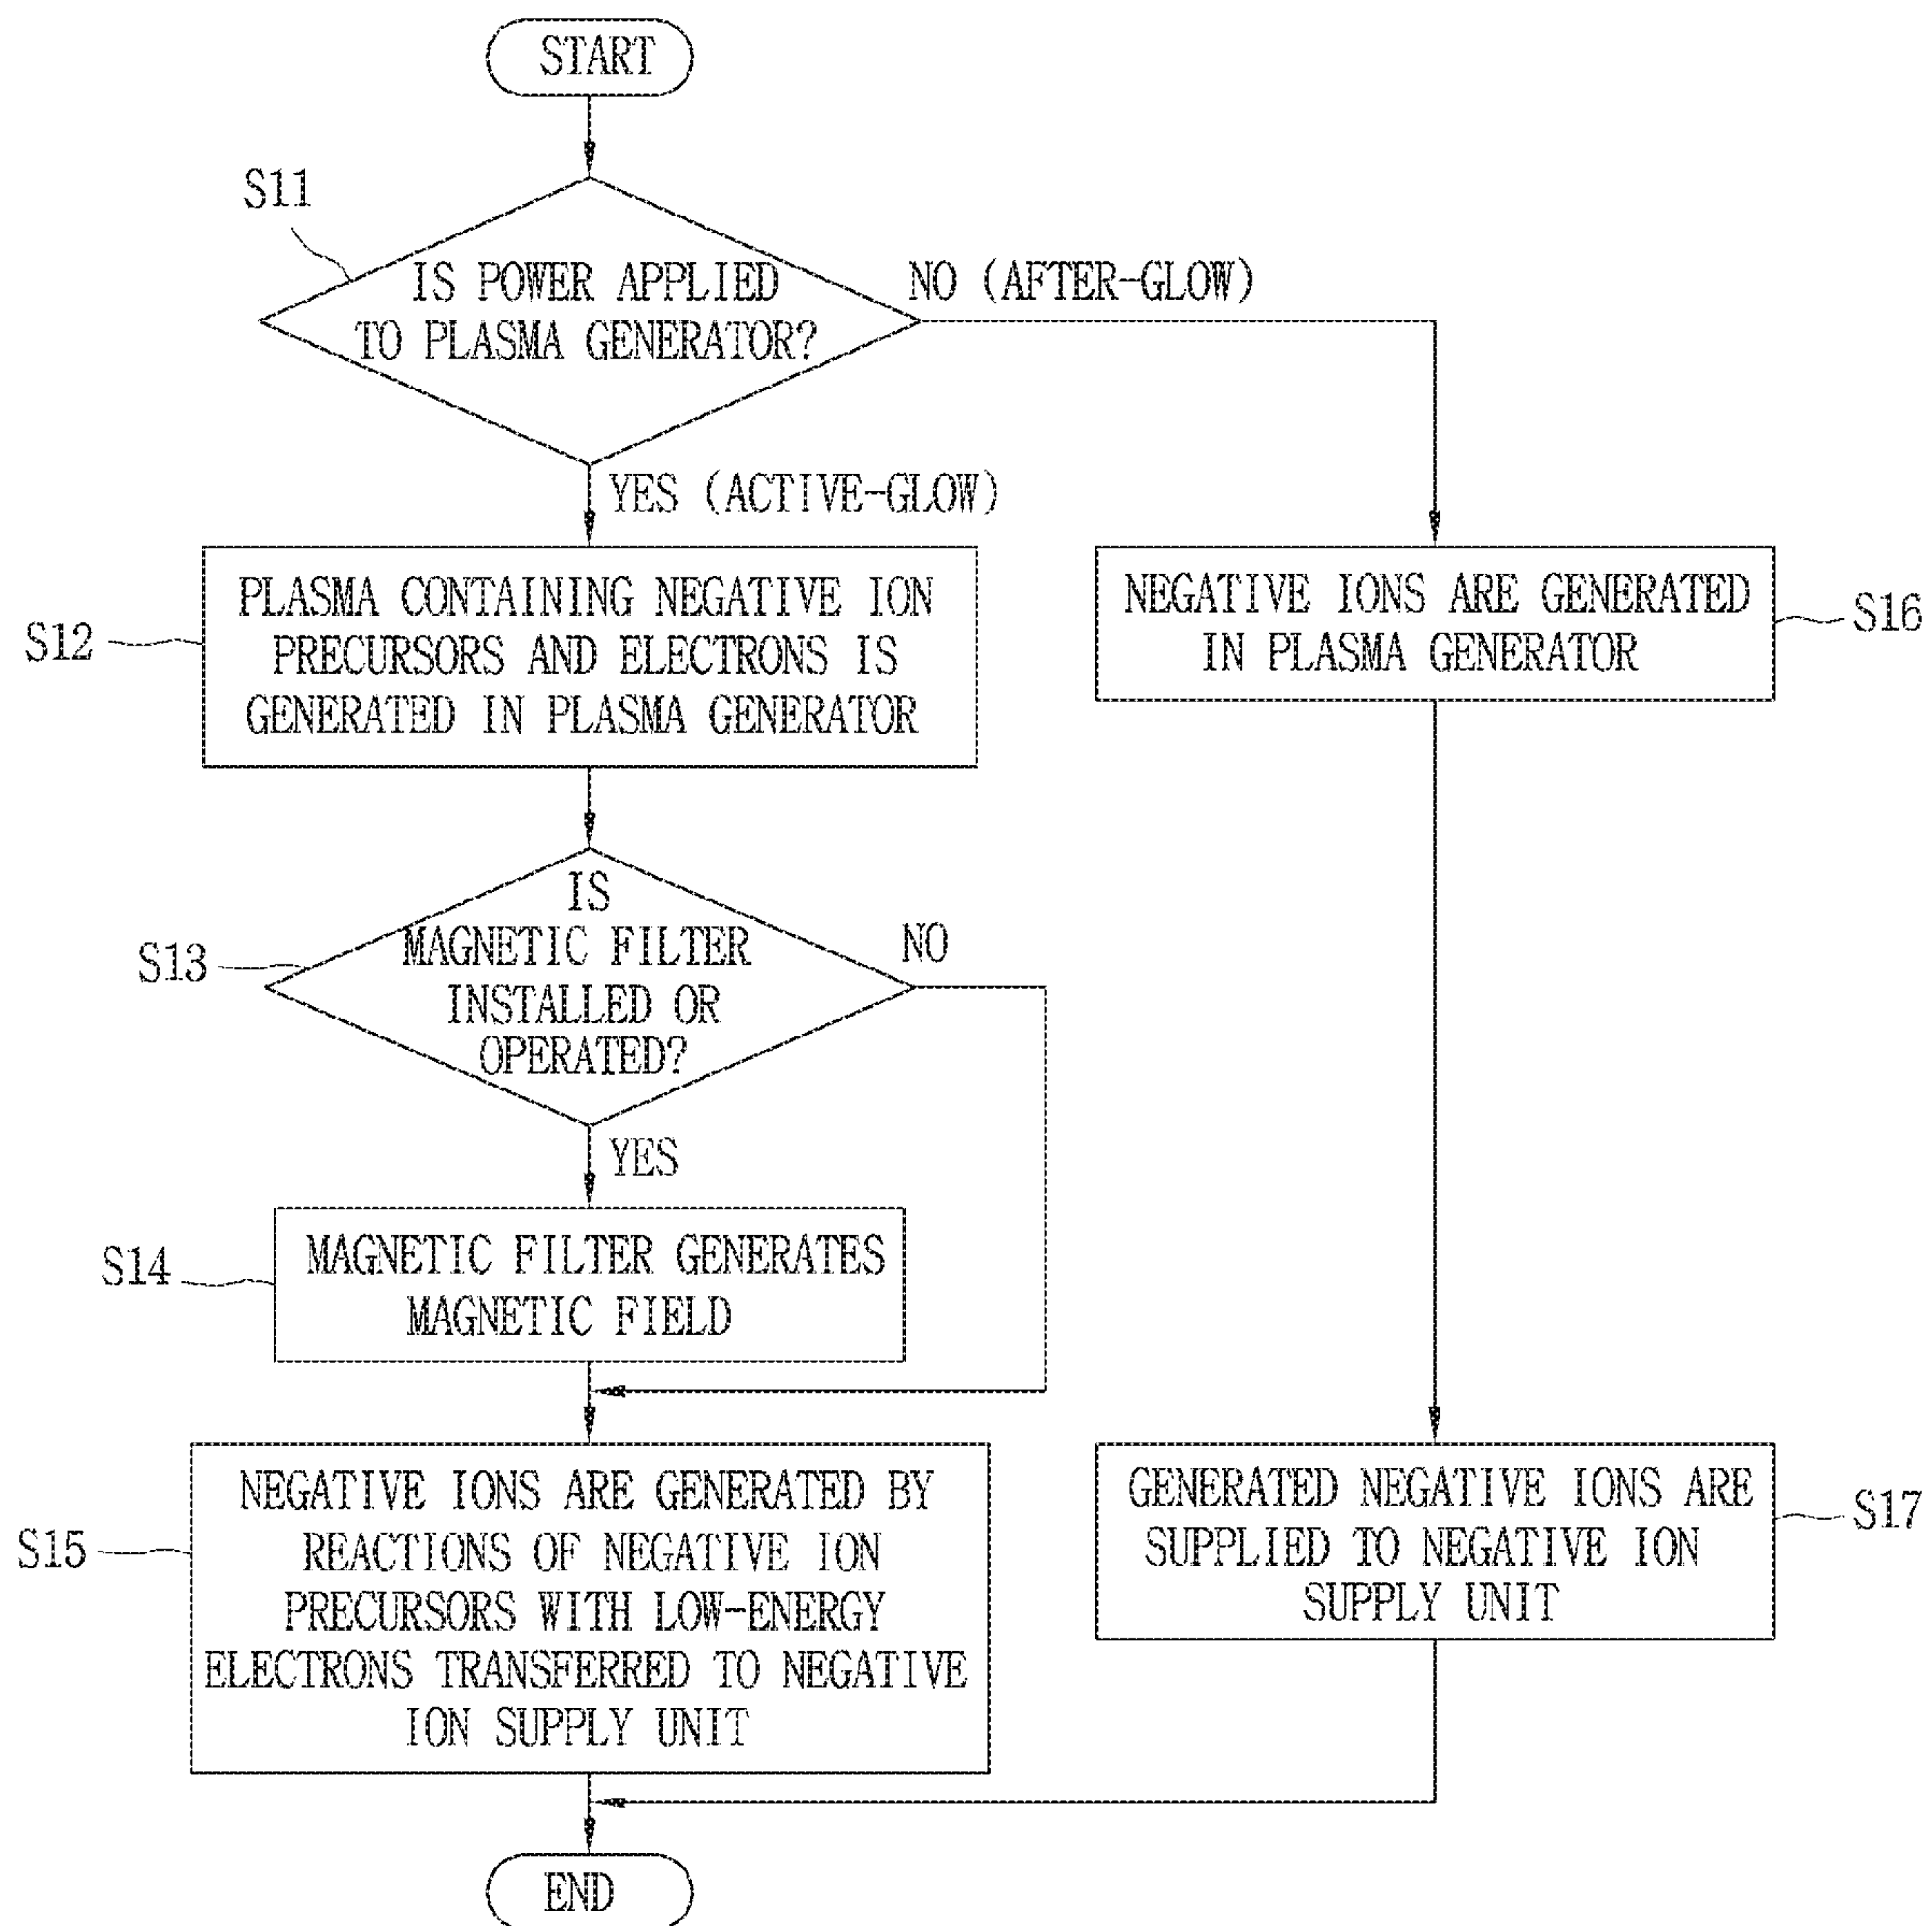 START
S11
IS POWER APPLIED
TO PLASMA GENERATOR?
NO (AFTER-GLOW)
YES (ACTIVE-GLOW)
S12
PLASMA CONTAINING NEGATIVE ION
PRECURSORS AND ELECTRONS IS
GENERATED IN PLASMA GENERATOR
NEGATIVE IONS ARE GENERATED
IN PLASMA GENERATOR
S16
S13
IS
MAGNETIC FILTER
INSTALLED OR
OPERATED?
NO
YES
S14
MAGNETIC FILTER GENERATES
MAGNETIC FIELD
S15
NEGATIVE IONS ARE GENERATED BY
REACTIONS OF NEGATIVE ION
PRECURSORS WITH LOW-ENERGY
ELECTRONS TRANSFERRED TO NEGATIVE
ION SUPPLY UNIT
GENERATED NEGATIVE IONS ARE
SUPPLIED TO NEGATIVE ION
SUPPLY UNIT
S17
END